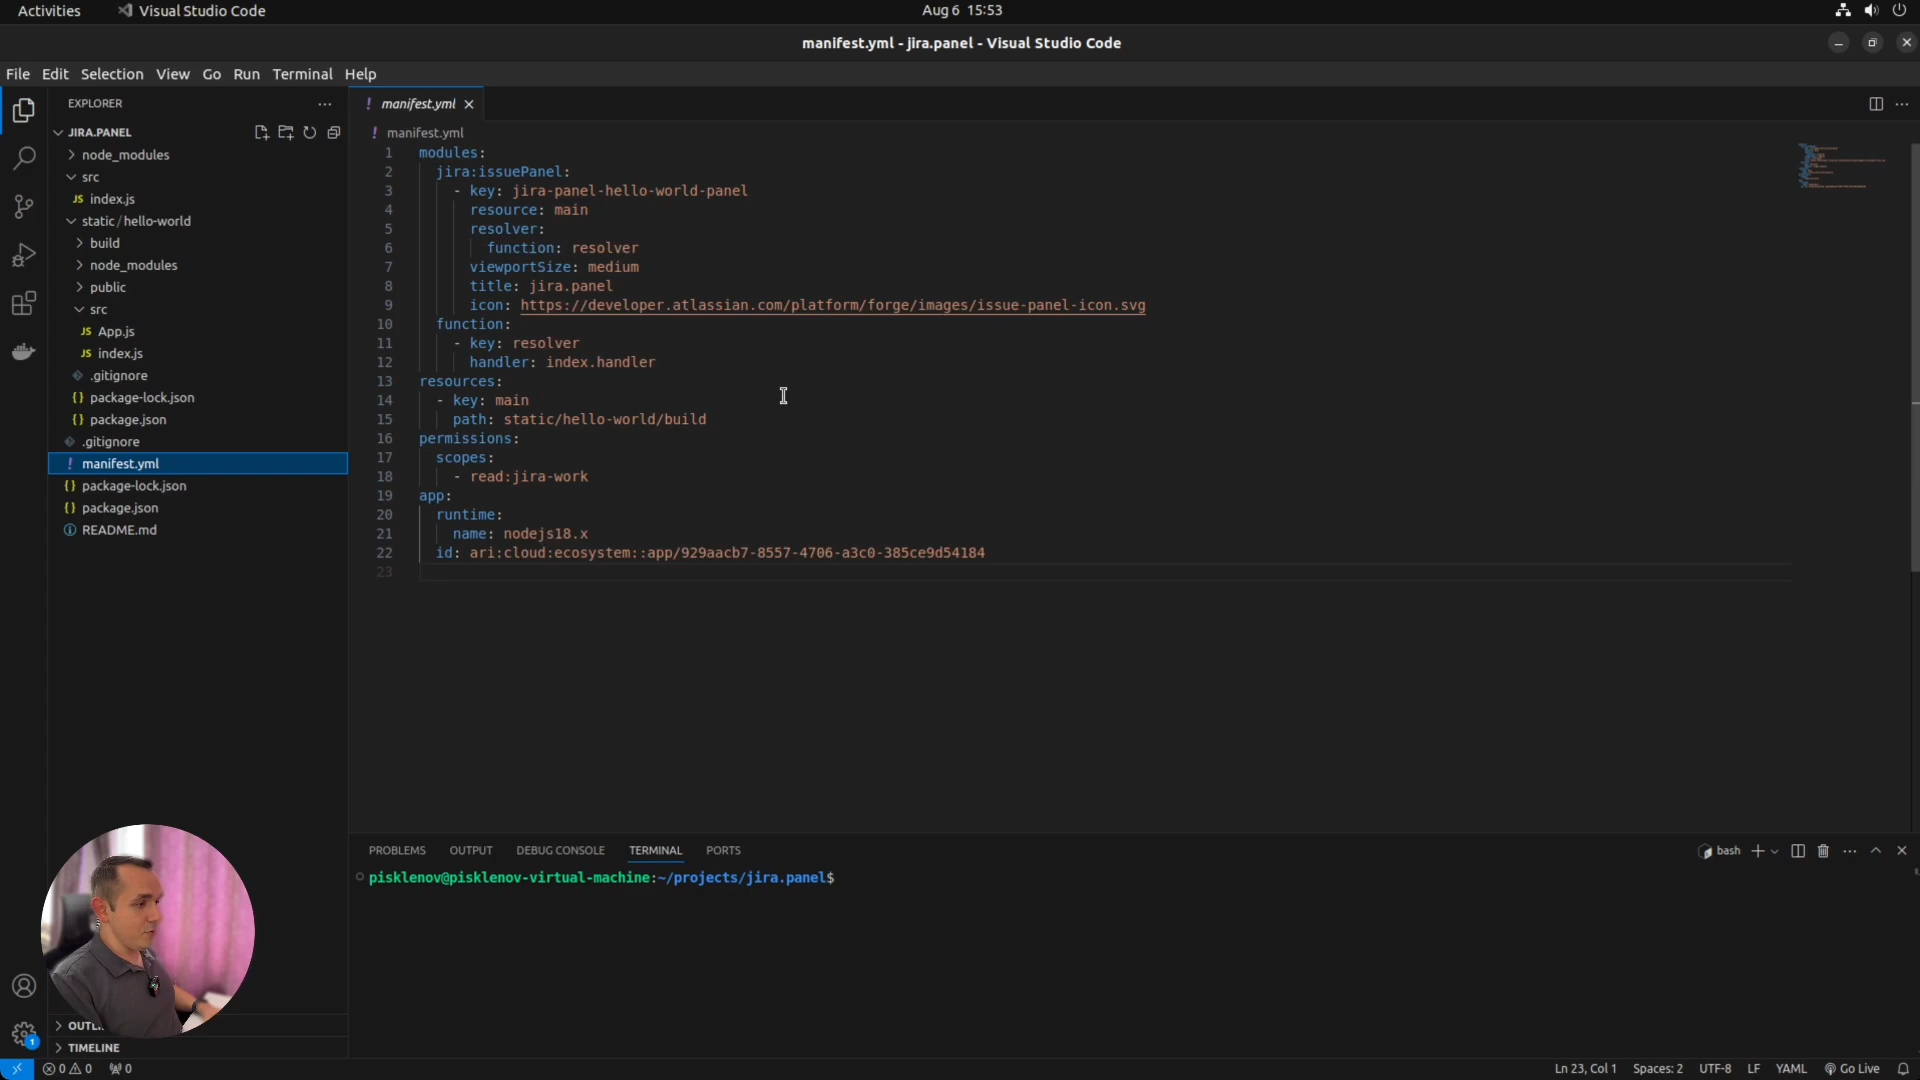 Activities Visual Studio Code Aug 6 15:53
manifest.yml - jira.panel - Visual Studio Code
File Edit Selection View Go Run Terminal Help
EXPLORER
JIRA.PANEL
node_modules
src
JS index.js
static/hello-world
build
node_modules
public
src
JS App.js
JS index.js
.gitignore
{} package-lock.json
{} package.json
.gitignore
! manifest.yml
{} package-lock.json
{} package.json
README.md
OUTLI
TIMELINE
! manifest.yml
! manifest.yml
1 modules:
2 jira:issuePanel:
3 - key: jira-panel-hello-world-panel
4 resource: main
5 resolver:
6 function: resolver
7 viewportSize: medium
8 title: jira.panel
9 icon: https://developer.atlassian.com/platform/forge/images/issue-panel-icon.svg
10 function:
11 - key: resolver
12 handler: index.handler
13 resources:
14 - key: main
15 path: static/hello-world/build
16 permissions:
17 scopes:
18 - read:jira-work
19 app:
20 runtime:
21 name: nodejs18.x
22 id: ari:cloud:ecosystem::app/929aacb7-8557-4706-a3c0-385ce9d54184
23
PROBLEMS OUTPUT DEBUG CONSOLE TERMINAL PORTS bash
pisklenov@pisklenov-virtual-machine:~/projects/jira.panel$
1
0 0 0 Ln 23, Col 1 Spaces: 2 UTF-8 LF YAML Go Live